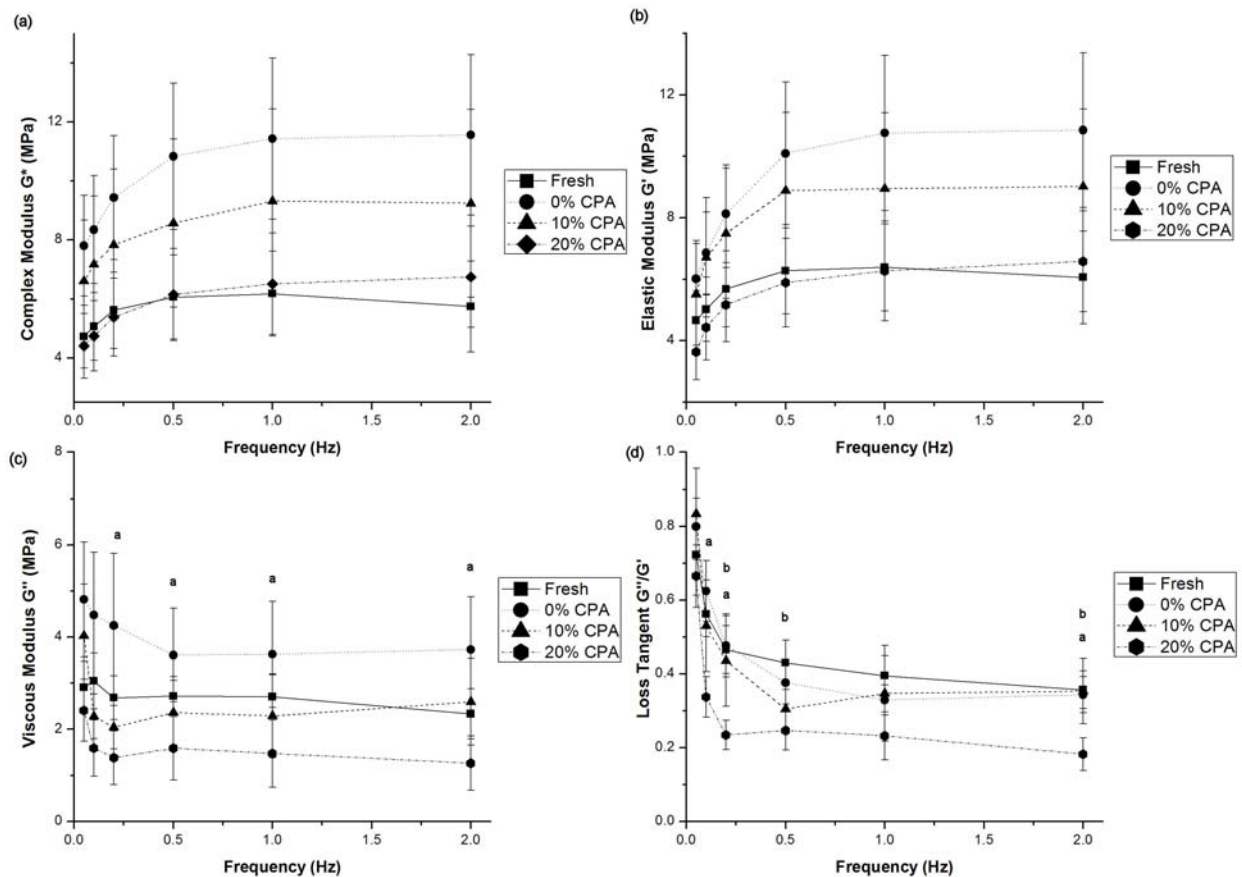 (a)
Complex Modulus G* (MPa)
12
8
4
0.0 0.5 1.0 1.5 2.0
Frequency (Hz)
Fresh
0% CPA
10% CPA
20% CPA
(b)
Elastic Modulus G' (MPa)
12
8
4
0.0 0.5 1.0 1.5 2.0
Frequency (Hz)
Fresh
0% CPA
10% CPA
20% CPA
(c)
Viscous Modulus G'' (MPa)
8
6
4
2
0
a
a a a
0.0 0.5 1.0 1.5 2.0
Frequency (Hz)
Fresh
0% CPA
10% CPA
20% CPA
(d)
Loss Tangent G''/G'
1.0
0.8
0.6
0.4
0.2
0.0
a
b
a
b
b
a
0.0 0.5 1.0 1.5 2.0
Frequency (Hz)
Fresh
0% CPA
10% CPA
20% CPA